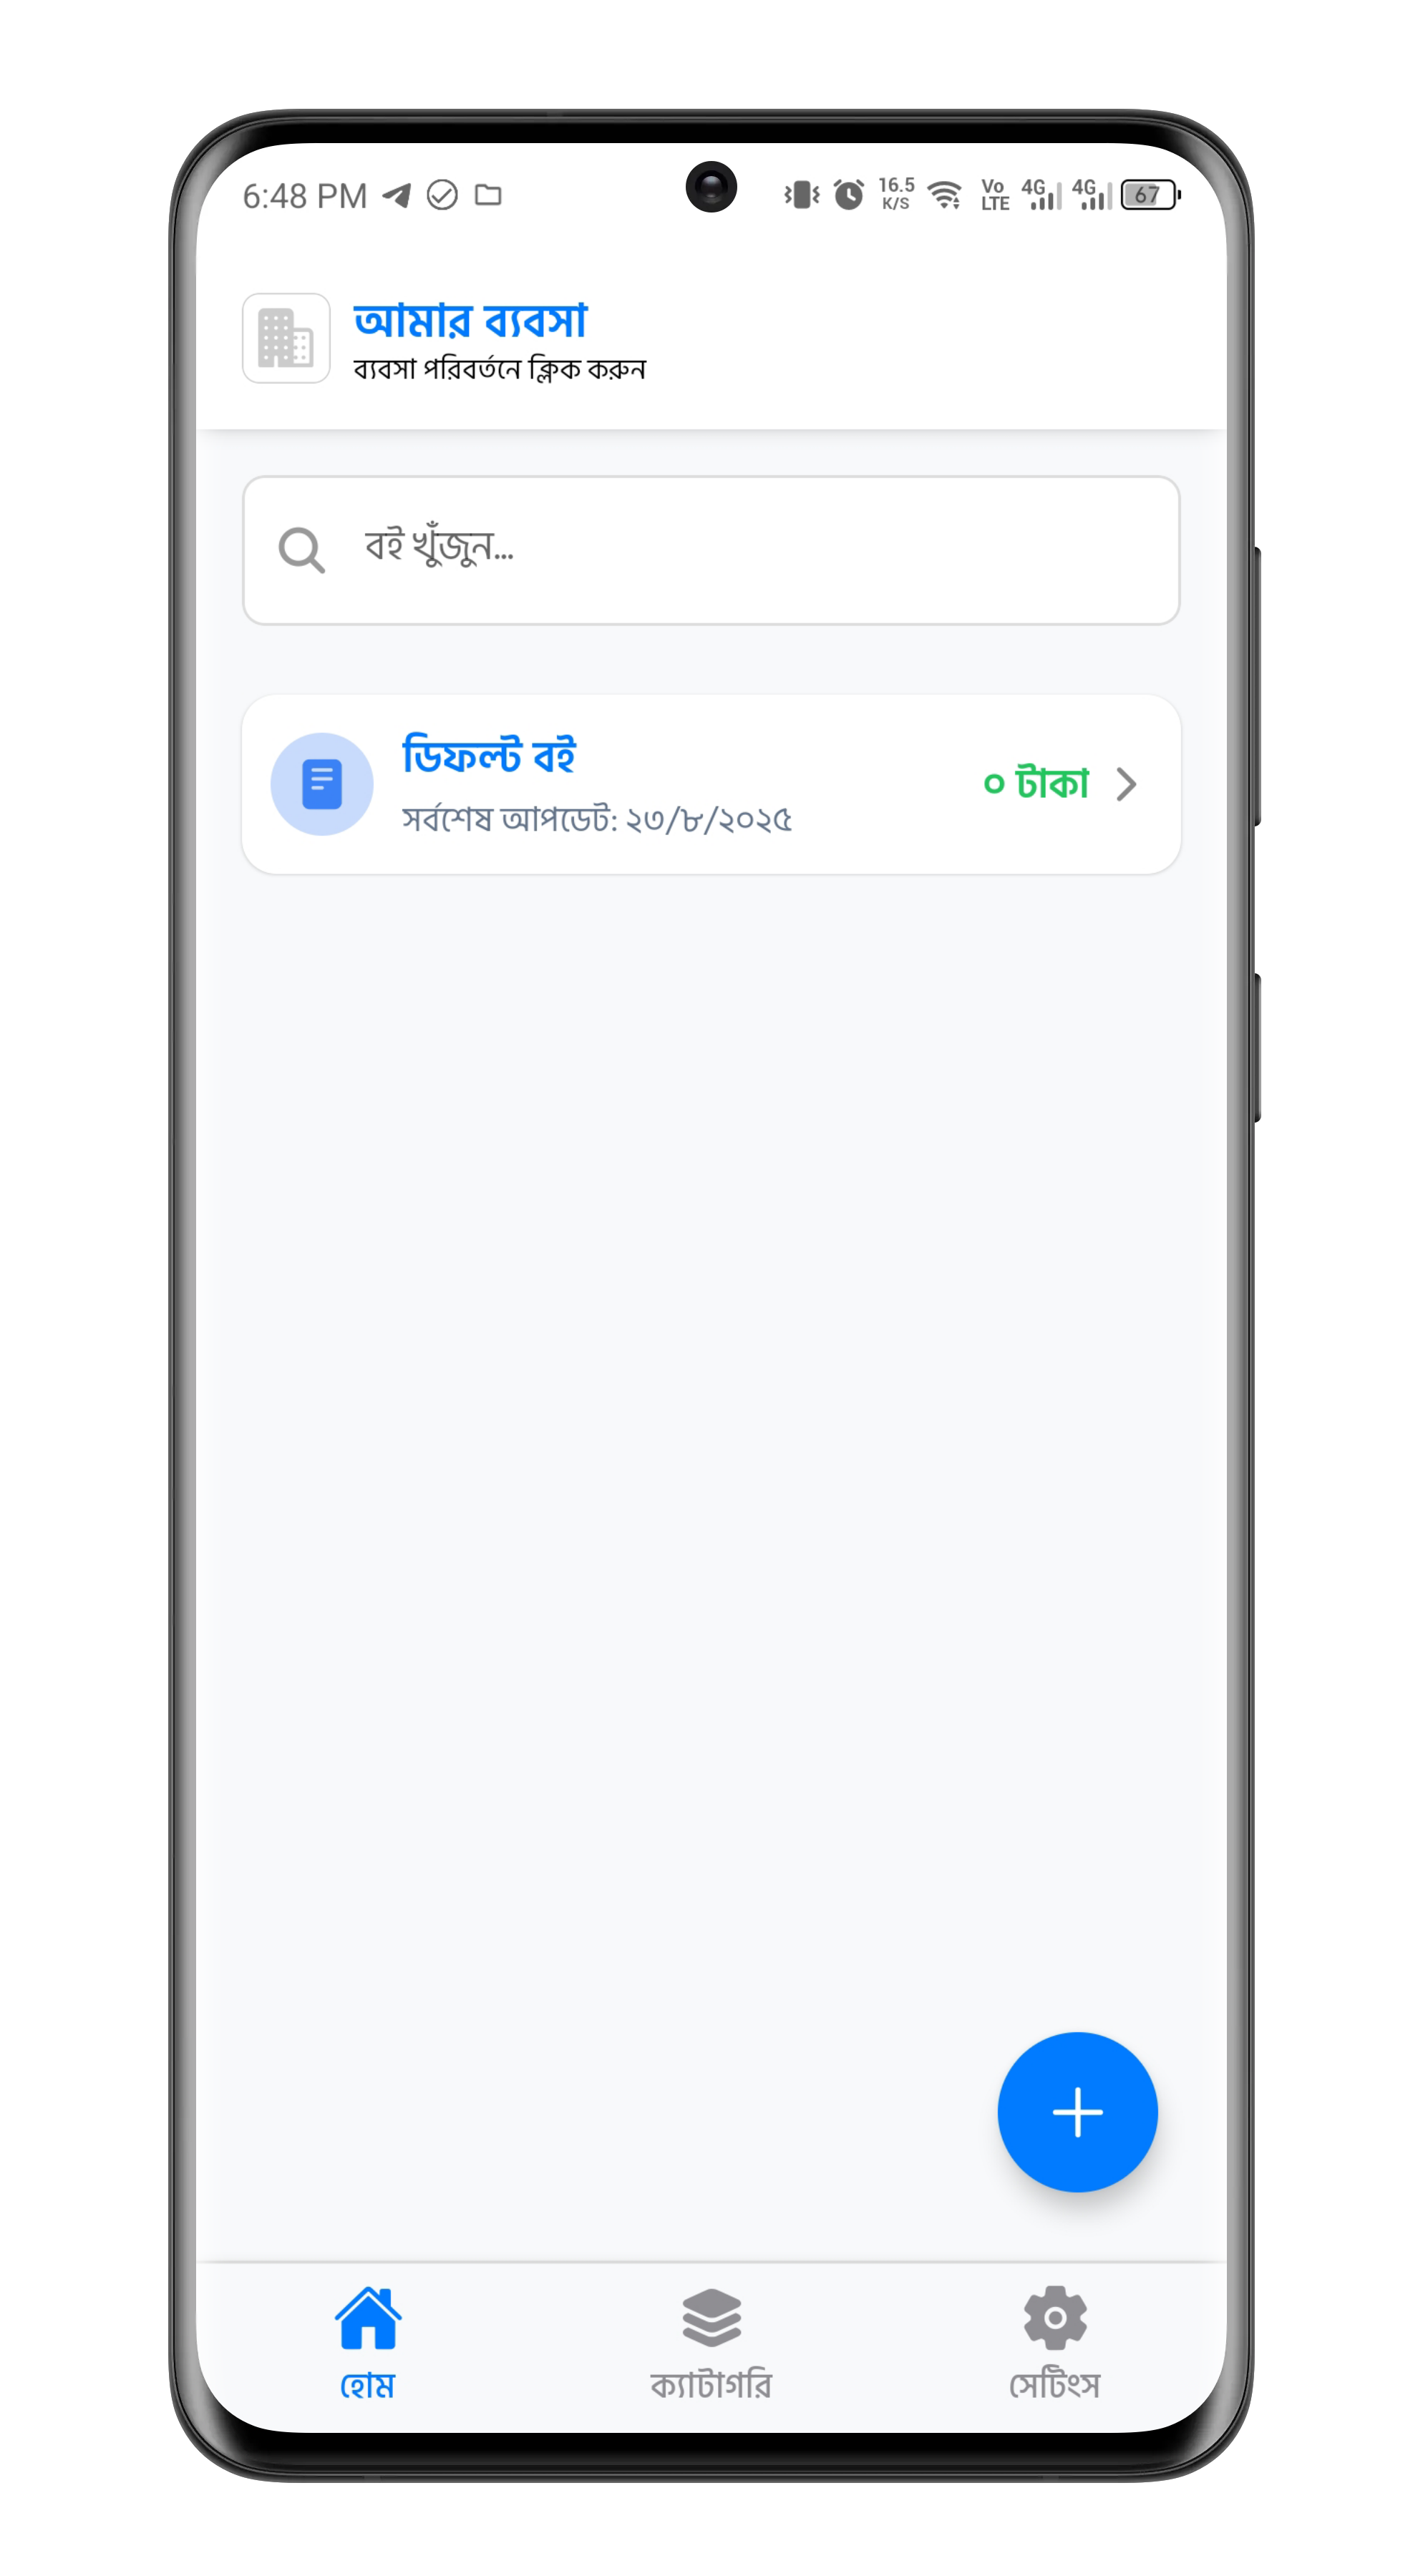 6:48 PM
16.5 K/S
Vo LTE
4G
4G
67
আমার ব্যবসা
ব্যবসা পরিবর্তনে ক্লিক করুন
বই খুঁজুন...
ডিফল্ট বই
সর্বশেষ আপডেট: ২৩/৮/২০২৫
০ টাকা
হোম
ক্যাটাগরি
সেটিংস